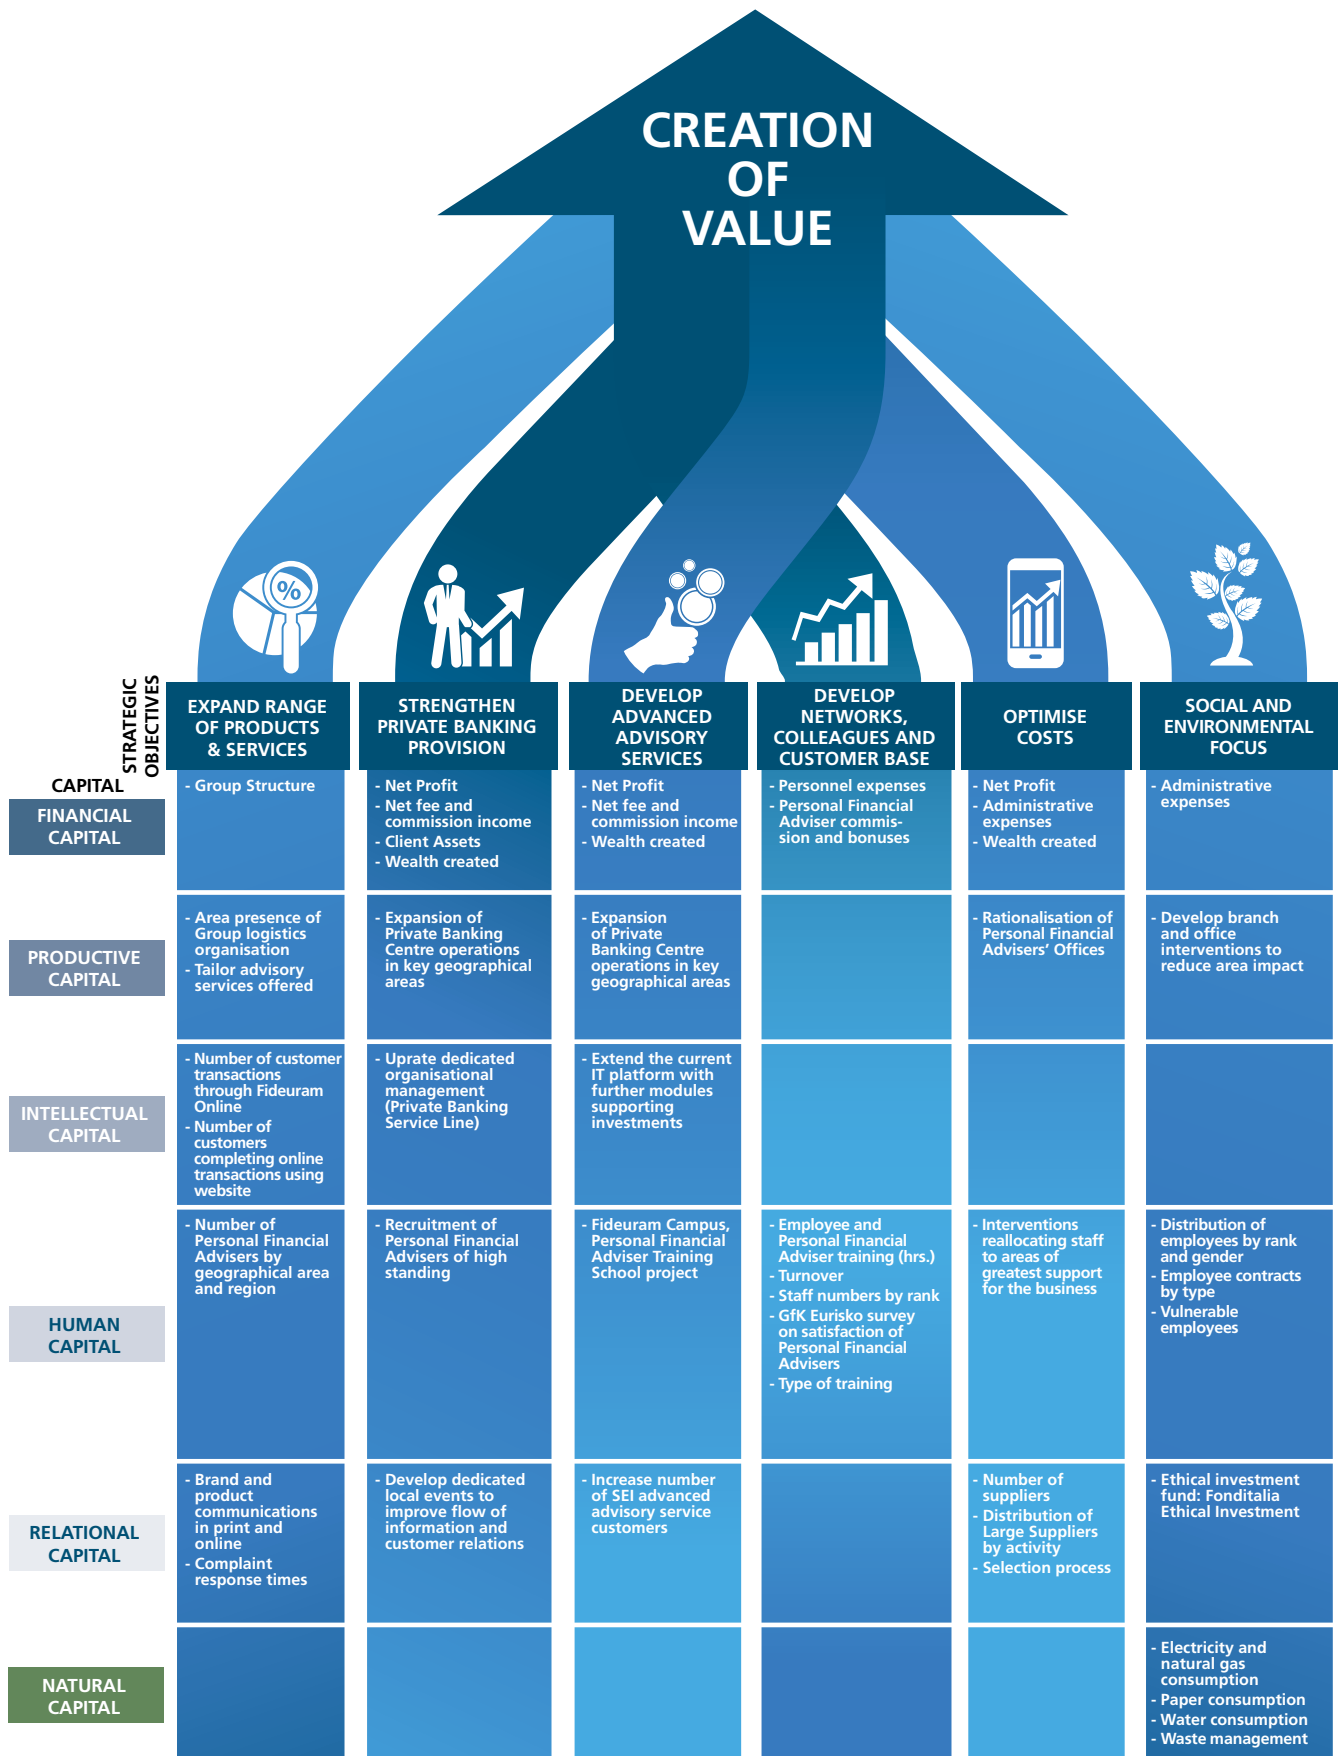 CREATION
OF
VALUE
%
STRATEGIC
OBJECTIVES
EXPAND RANGE
OF PRODUCTS
& SERVICES
STRENGTHEN
PRIVATE BANKING
PROVISION
DEVELOP
ADVANCED
ADVISORY
SERVICES
DEVELOP
NETWORKS,
COLLEAGUES AND
CUSTOMER BASE
OPTIMISE
COSTS
SOCIAL AND
ENVIRONMENTAL
FOCUS
CAPITAL
FINANCIAL
CAPITAL
- Group Structure
- Net Profit
- Net fee and
commission income
- Client Assets
- Wealth created
- Net Profit
- Net fee and
commission income
- Wealth created
- Personnel expenses
- Personal Financial
Adviser commis-
sion and bonuses
- Net Profit
- Administrative
expenses
- Wealth created
- Administrative
expenses
PRODUCTIVE
CAPITAL
- Area presence of
Group logistics
organisation
- Tailor advisory
services offered
- Expansion of
Private Banking
Centre operations
in key geographical
areas
- Expansion
of Private
Banking Centre
operations in key
geographical areas
- Rationalisation of
Personal Financial
Advisers' Offices
- Develop branch
and office
interventions to
reduce area impact
INTELLECTUAL
CAPITAL
- Number of customer
transactions
through Fideuram
Online
- Number of
customers
completing online
transactions using
website
- Uprate dedicated
organisational
management
(Private Banking
Service Line)
- Extend the current
IT platform with
further modules
supporting
investments
HUMAN
CAPITAL
- Number of
Personal Financial
Advisers by
geographical area
and region
- Recruitment of
Personal Financial
Advisers of high
standing
- Fideuram Campus,
Personal Financial
Adviser Training
School project
- Employee and
Personal Financial
Adviser training (hrs.)
- Turnover
- Staff numbers by rank
- GfK Eurisko survey
on satisfaction of
Personal Financial
Advisers
- Type of training
- Interventions
reallocating staff
to areas of
greatest support
for the business
- Distribution of
employees by rank
and gender
- Employee contracts
by type
- Vulnerable
employees
RELATIONAL
CAPITAL
- Brand and
product
communications
in print and
online
- Complaint
response times
- Develop dedicated
local events to
improve flow of
information and
customer relations
- Increase number
of SEI advanced
advisory service
customers
- Number of
suppliers
- Distribution of
Large Suppliers
by activity
- Selection process
- Ethical investment
fund: Fonditalia
Ethical Investment
NATURAL
CAPITAL
- Electricity and
natural gas
consumption
- Paper consumption
- Water consumption
- Waste management